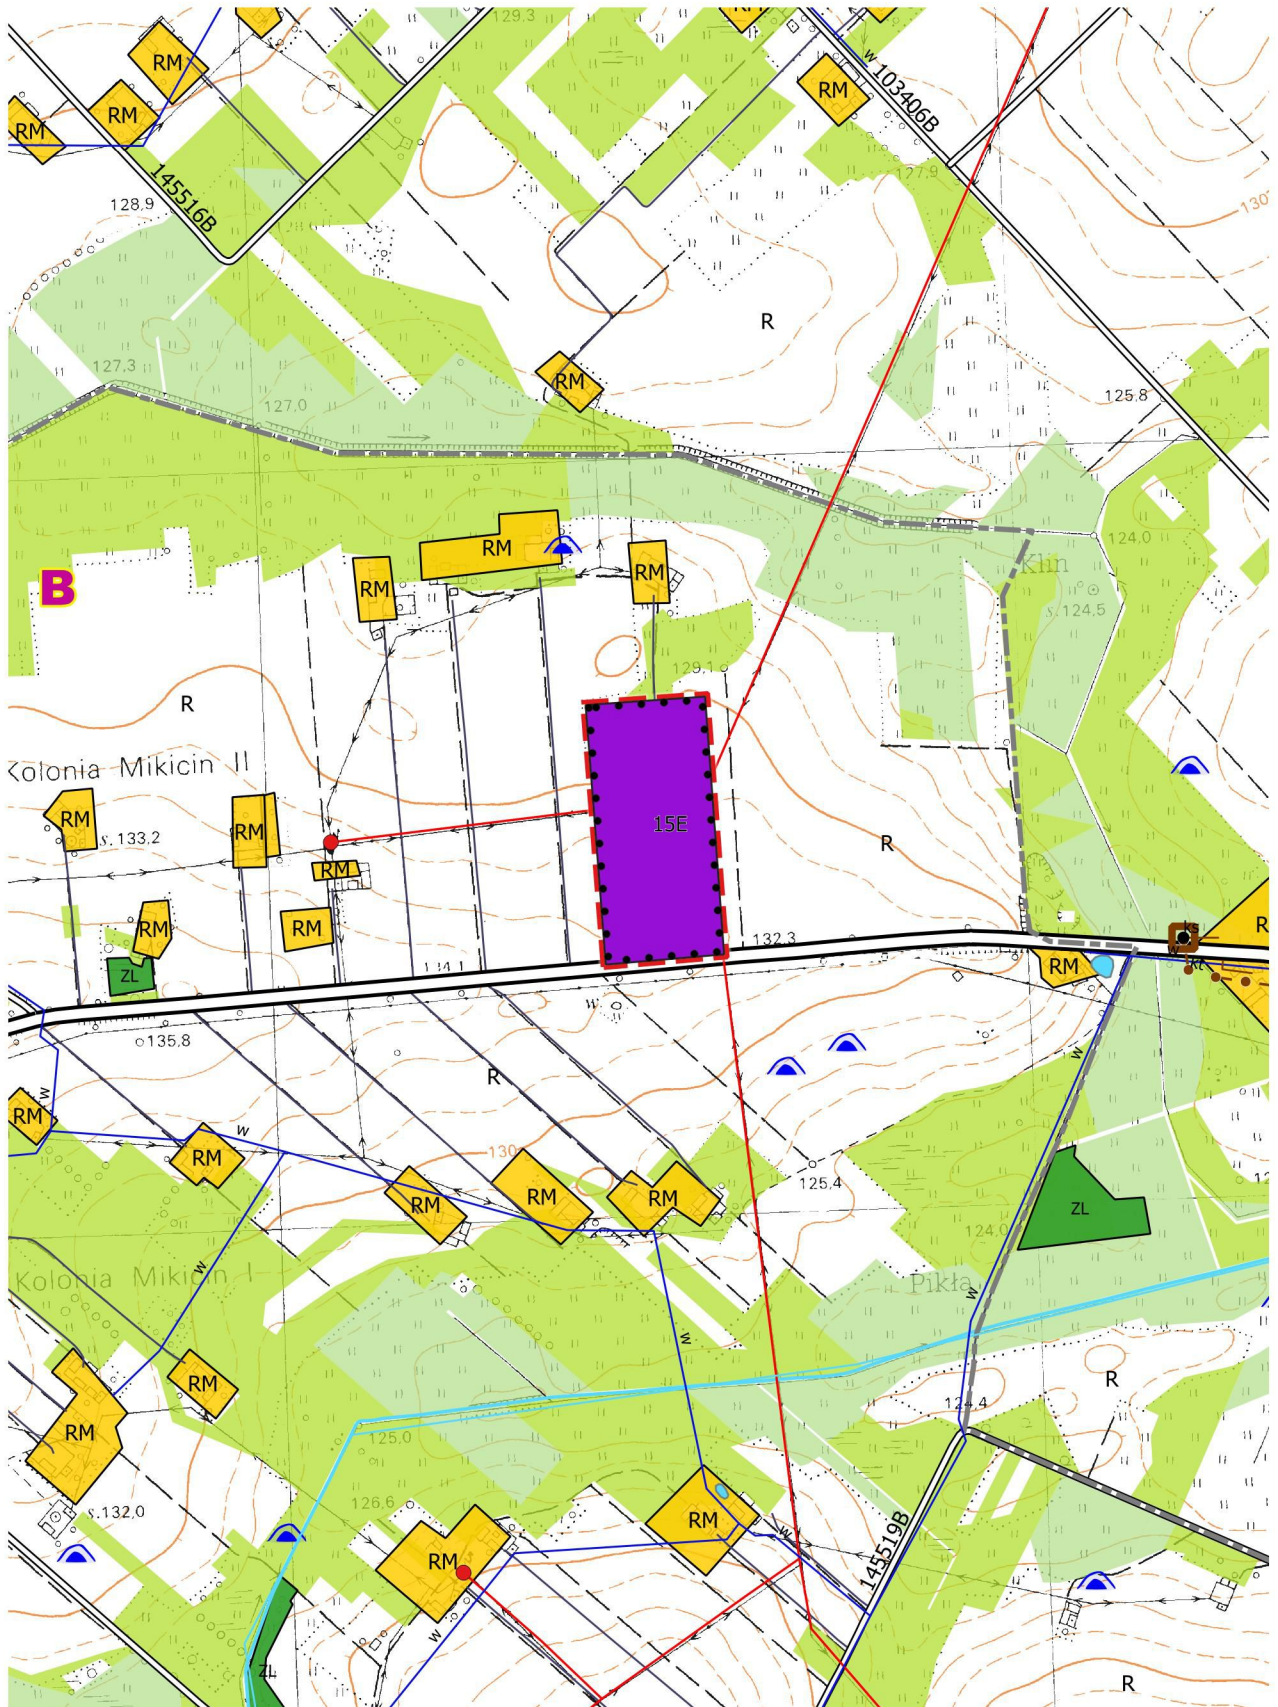 129.3
RM
RM
RM
RM
RM
w 103406B
145516B
128,9
127,9
130
R
127.3
127.0
RM
125,8
RM
RM
RM
124.0
Klin
s. 124.5
B
129.1
R
Kolonia Mikicin II
RM
s. 133,2
RM
RM
15E
R
RM
RM
ZL
132,3
ks
w
kt
RM
R
135,8
w
R
w
RM
w
w
RM
130
RM
RM
RM
125,4
ZL
124.0
Kolonia Mikicin I
w
Pikła
w
w
RM
R
124,4
RM
125.0
126,6
s. 132,0
RM
w
145519B
RM
w
ZL
R